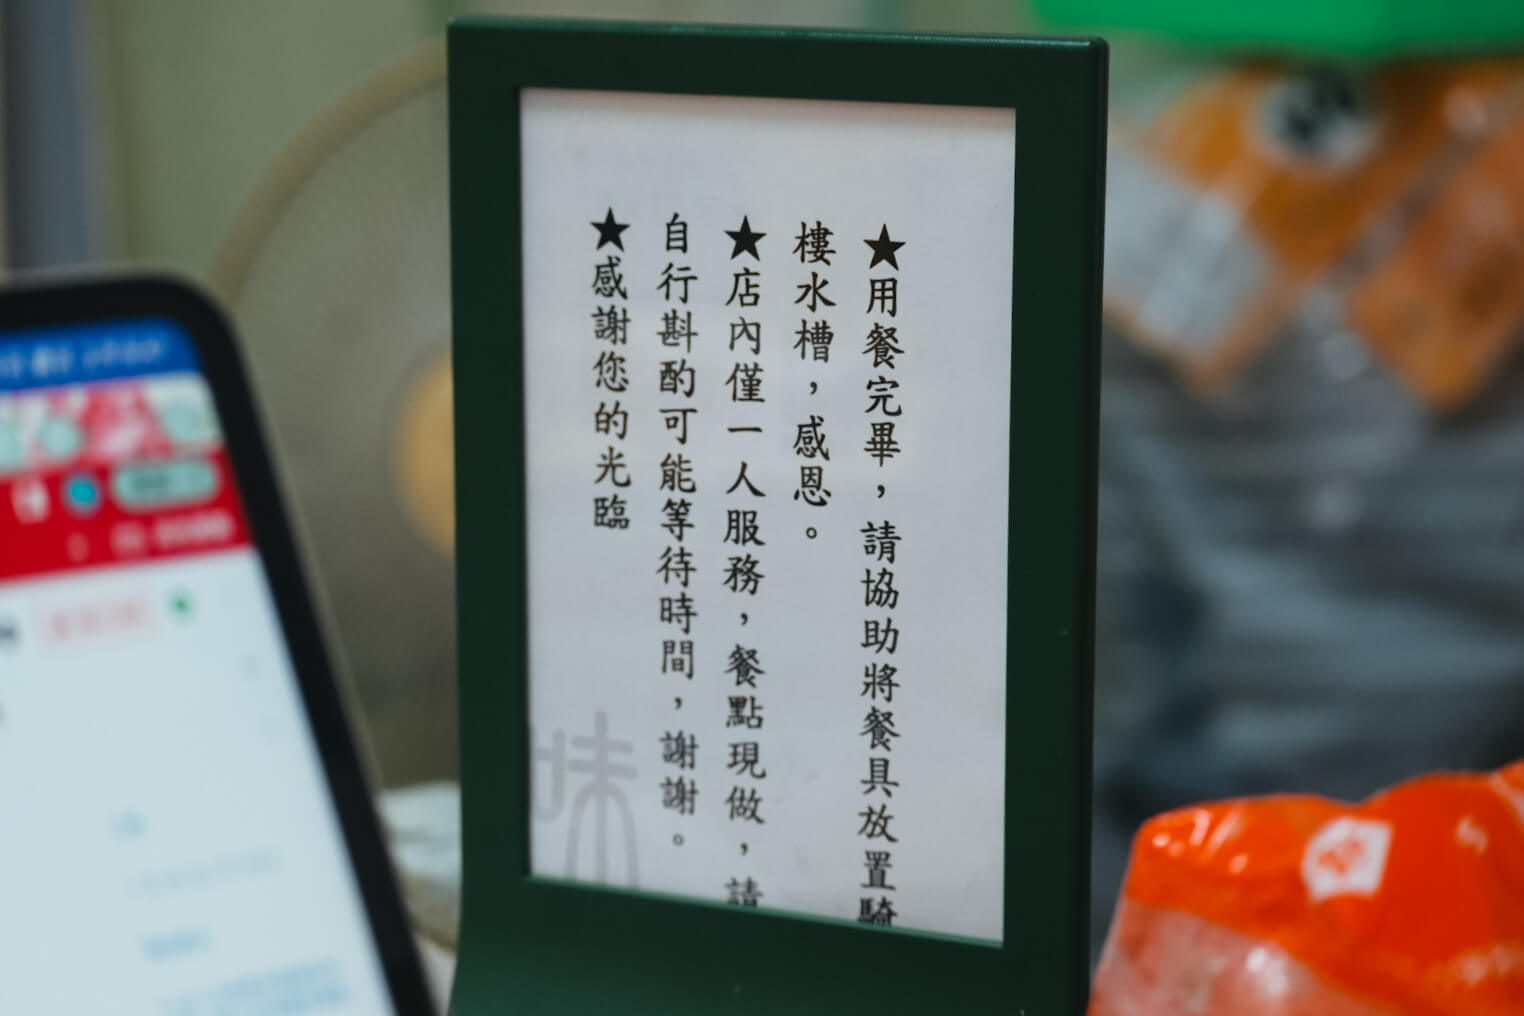 ★用餐完畢，請協助將餐具放置騎
樓水槽，感恩。
★店內僅一人服務，餐點現做，請
自行斟酌可能等待時間，謝謝。
★感謝您的光臨
味